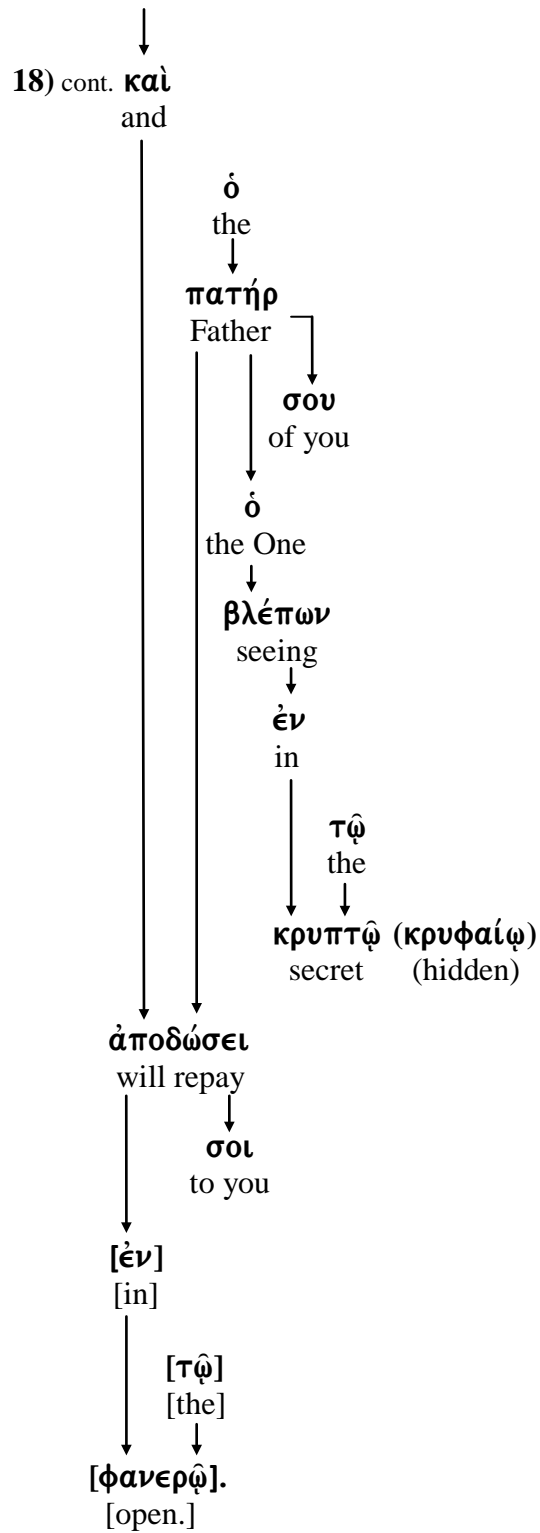 18) cont. καὶ
and
ὁ
the
πατήρ
Father
σου
of you
ὁ
the One
βλέπων
seeing
ἐν
in
τῷ
the
κρυπτῷ (κρυφαίῳ)
secret (hidden)
ἀποδώσει
will repay
σοι
to you
[ἐν]
[in]
[τῷ]
[the]
[φανερῷ].
[open.]